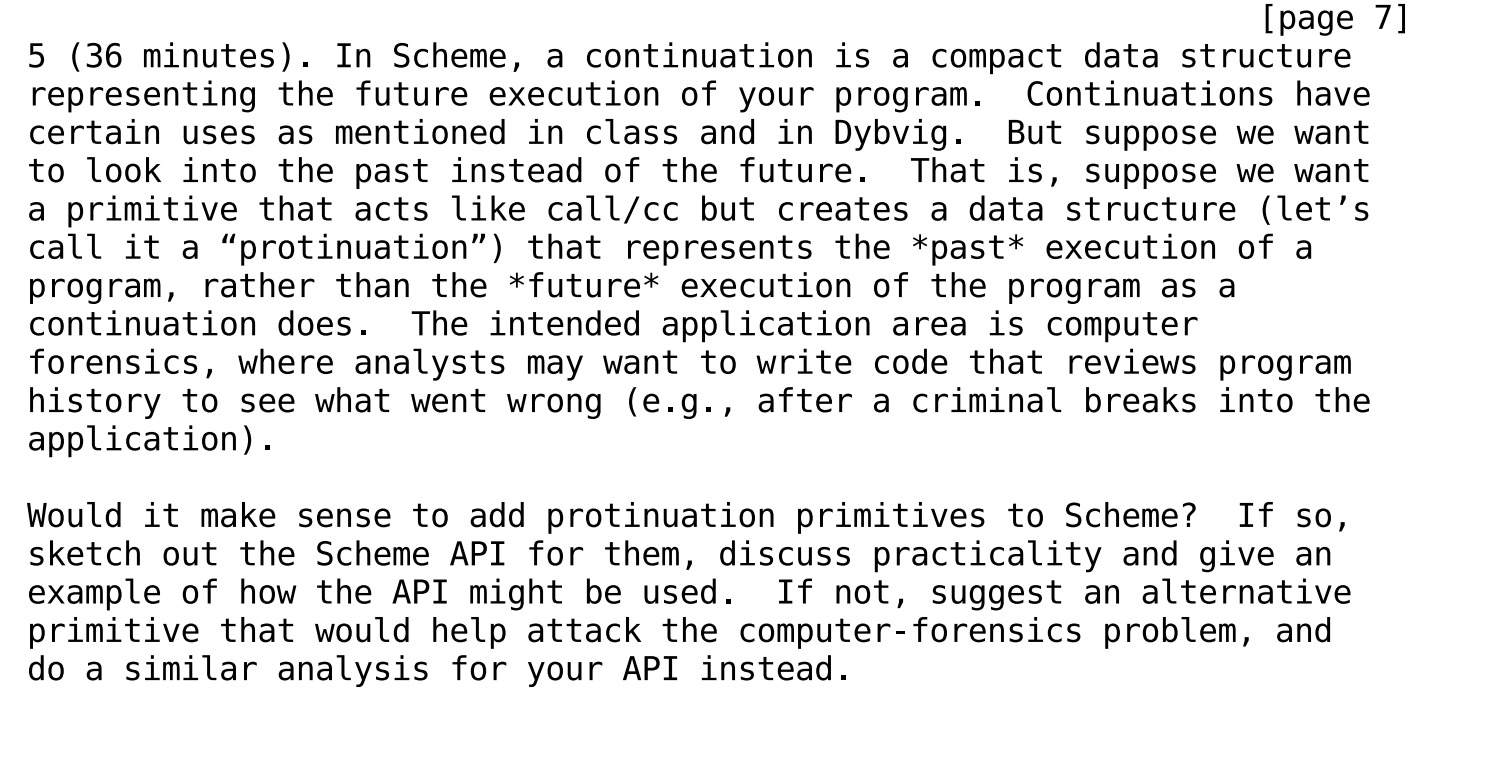 [page 7]
5 (36 minutes). In Scheme, a continuation is a compact data structure
representing the future execution of your program.  Continuations have
certain uses as mentioned in class and in Dybvig.  But suppose we want
to look into the past instead of the future.  That is, suppose we want
a primitive that acts like call/cc but creates a data structure (let’s
call it a “protinuation”) that represents the *past* execution of a
program, rather than the *future* execution of the program as a
continuation does.  The intended application area is computer
forensics, where analysts may want to write code that reviews program
history to see what went wrong (e.g., after a criminal breaks into the
application).

Would it make sense to add protinuation primitives to Scheme?  If so,
sketch out the Scheme API for them, discuss practicality and give an
example of how the API might be used.  If not, suggest an alternative
primitive that would help attack the computer-forensics problem, and
do a similar analysis for your API instead.